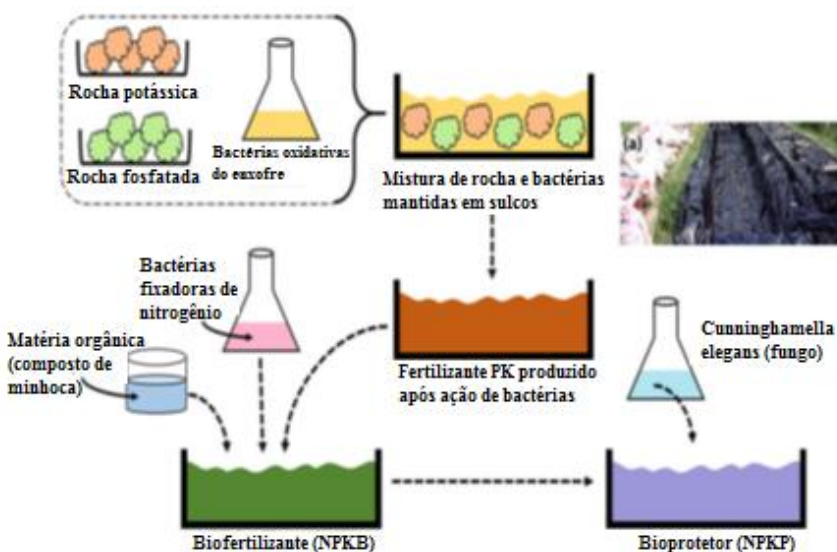 Rocha potássica
Rocha fosfatada
Bactérias oxidativas
do enxofre
Mistura de rocha e bactérias
mantidas em sulcos
(a)
Bactérias
fixadoras de
nitrogênio
Matéria orgânica
(composto de
minhoca)
Fertilizante PK produzido
após ação de bactérias
Cunninghamella
elegans (fungo)
Biofertilizante (NPKB)
Bioprotetor (NPKP)